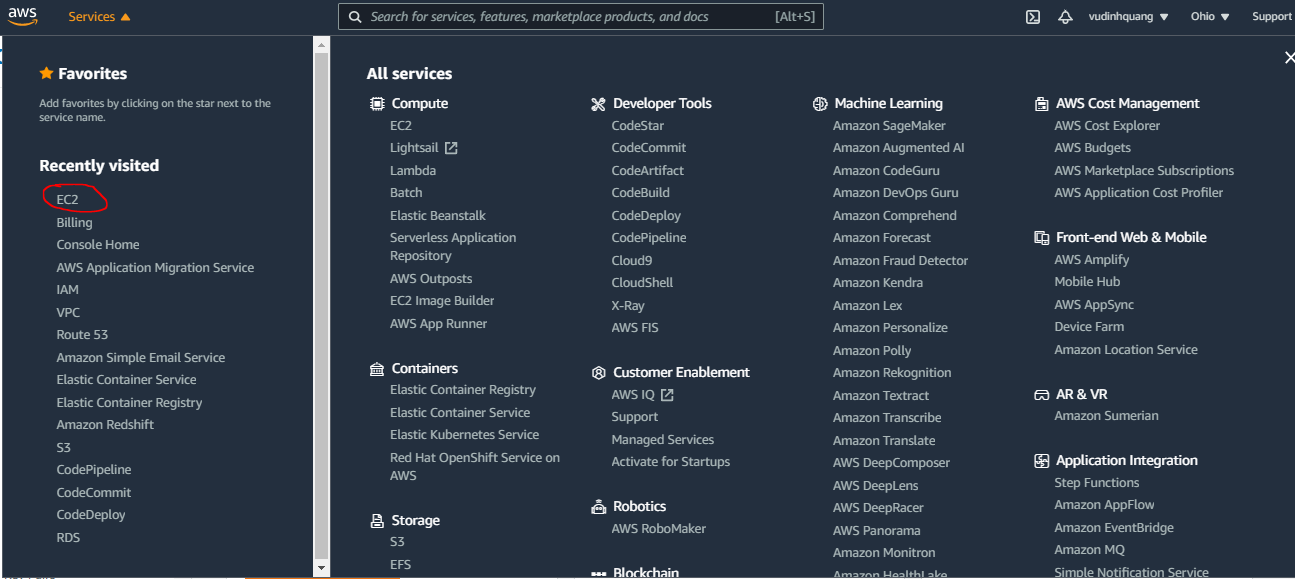 aws
Services
Search for services, features, marketplace products, and docs
[Alt+S]
vudinhquang
Ohio
Support
Favorites
Add favorites by clicking on the star next to the
service name.
Recently visited
EC2
Billing
Console Home
AWS Application Migration Service
IAM
VPC
Route 53
Amazon Simple Email Service
Elastic Container Service
Elastic Container Registry
Amazon Redshift
S3
CodePipeline
CodeCommit
CodeDeploy
RDS
All services
Compute
EC2
Lightsail
Lambda
Batch
Elastic Beanstalk
Serverless Application
Repository
AWS Outposts
EC2 Image Builder
AWS App Runner
Containers
Elastic Container Registry
Elastic Container Service
Elastic Kubernetes Service
Red Hat OpenShift Service on
AWS
Storage
S3
EFS
Developer Tools
CodeStar
CodeCommit
CodeArtifact
CodeBuild
CodeDeploy
CodePipeline
Cloud9
CloudShell
X-Ray
AWS FIS
Customer Enablement
AWS IQ
Support
Managed Services
Activate for Startups
Robotics
AWS RoboMaker
Blockchain
Machine Learning
Amazon SageMaker
Amazon Augmented AI
Amazon CodeGuru
Amazon DevOps Guru
Amazon Comprehend
Amazon Forecast
Amazon Fraud Detector
Amazon Kendra
Amazon Lex
Amazon Personalize
Amazon Polly
Amazon Rekognition
Amazon Textract
Amazon Transcribe
Amazon Translate
AWS DeepComposer
AWS DeepLens
AWS DeepRacer
AWS Panorama
Amazon Monitron
Amazon HealthLake
AWS Cost Management
AWS Cost Explorer
AWS Budgets
AWS Marketplace Subscriptions
AWS Application Cost Profiler
Front-end Web & Mobile
AWS Amplify
Mobile Hub
AWS AppSync
Device Farm
Amazon Location Service
AR & VR
Amazon Sumerian
Application Integration
Step Functions
Amazon AppFlow
Amazon EventBridge
Amazon MQ
Simple Notification Service